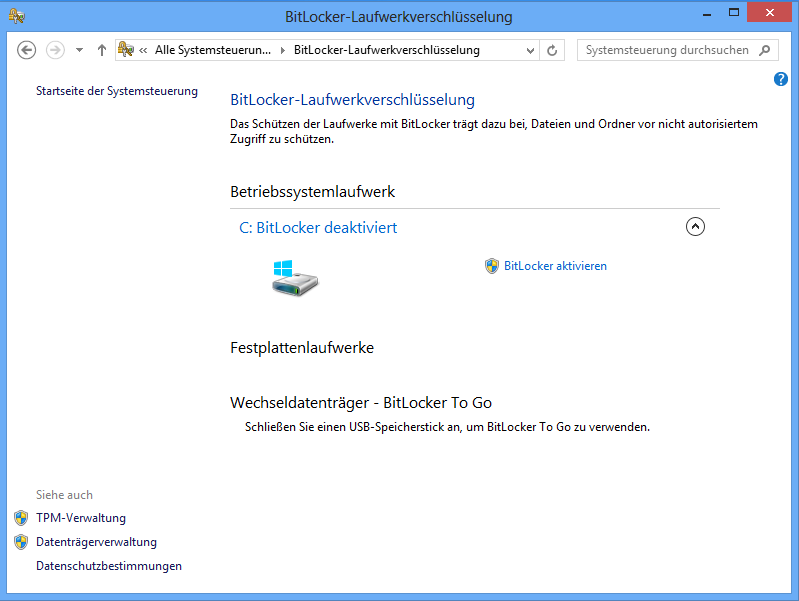 BitLocker-Laufwerkverschlüsselung
« Alle Systemsteuerun... BitLocker-Laufwerkverschlüsselung
Systemsteuerung durchsuchen
?
Startseite der Systemsteuerung
BitLocker-Laufwerkverschlüsselung
Das Schützen der Laufwerke mit BitLocker trägt dazu bei, Dateien und Ordner vor nicht autorisiertem
Zugriff zu schützen.
Betriebssystemlaufwerk
C: BitLocker deaktiviert
BitLocker aktivieren
Festplattenlaufwerke
Wechseldatenträger - BitLocker To Go
Schließen Sie einen USB-Speicherstick an, um BitLocker To Go zu verwenden.
Siehe auch
TPM-Verwaltung
Datenträgerverwaltung
Datenschutzbestimmungen